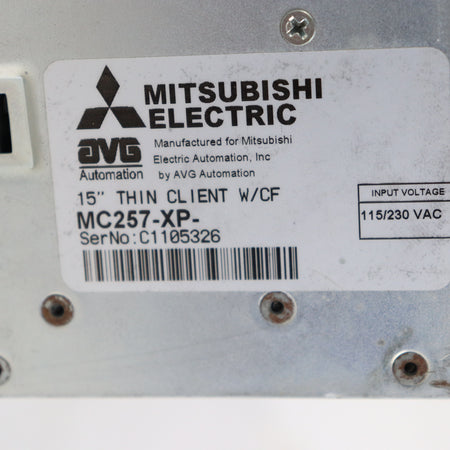 MITSUBISHI
ELECTRIC
AVG
Automation
Manufactured for Mitsubishi
Electric Automation, Inc
by AVG Automation
15" THIN CLIENT W/CF
MC257-XP-
SerNo:C1105326
INPUT VOLTAGE
115/230 VAC